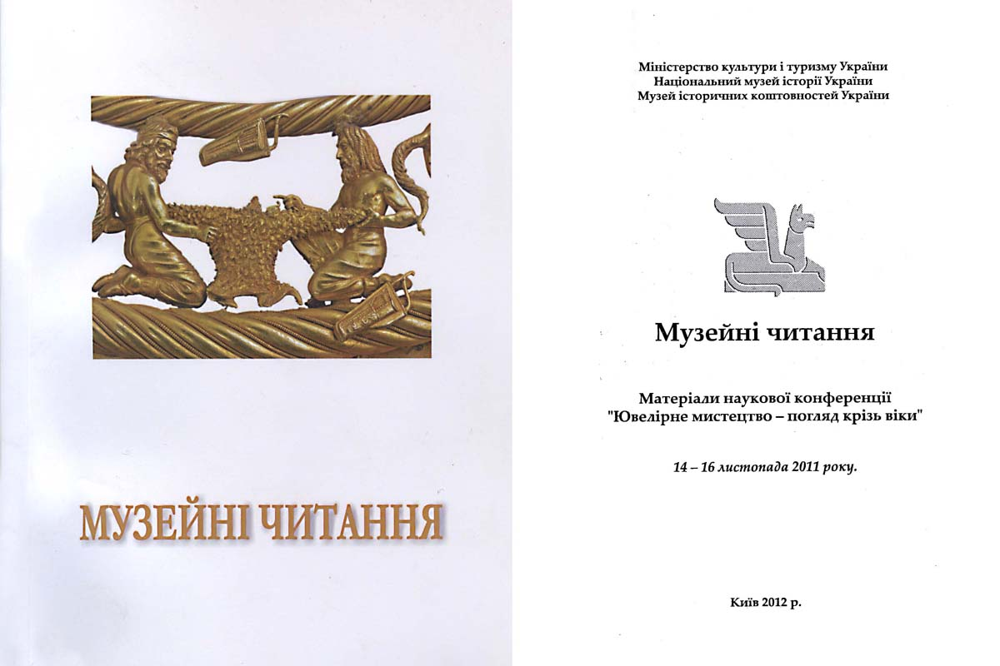 МУЗЕЙНІ ЧИТАННЯ
Міністерство культури і туризму України
Національний музей історії України
Музей історичних коштовностей України
Музейні читання
Матеріали наукової конференції
"Ювелірне мистецтво – погляд крізь віки"
14 – 16 листопада 2011 року.
Київ 2012 р.